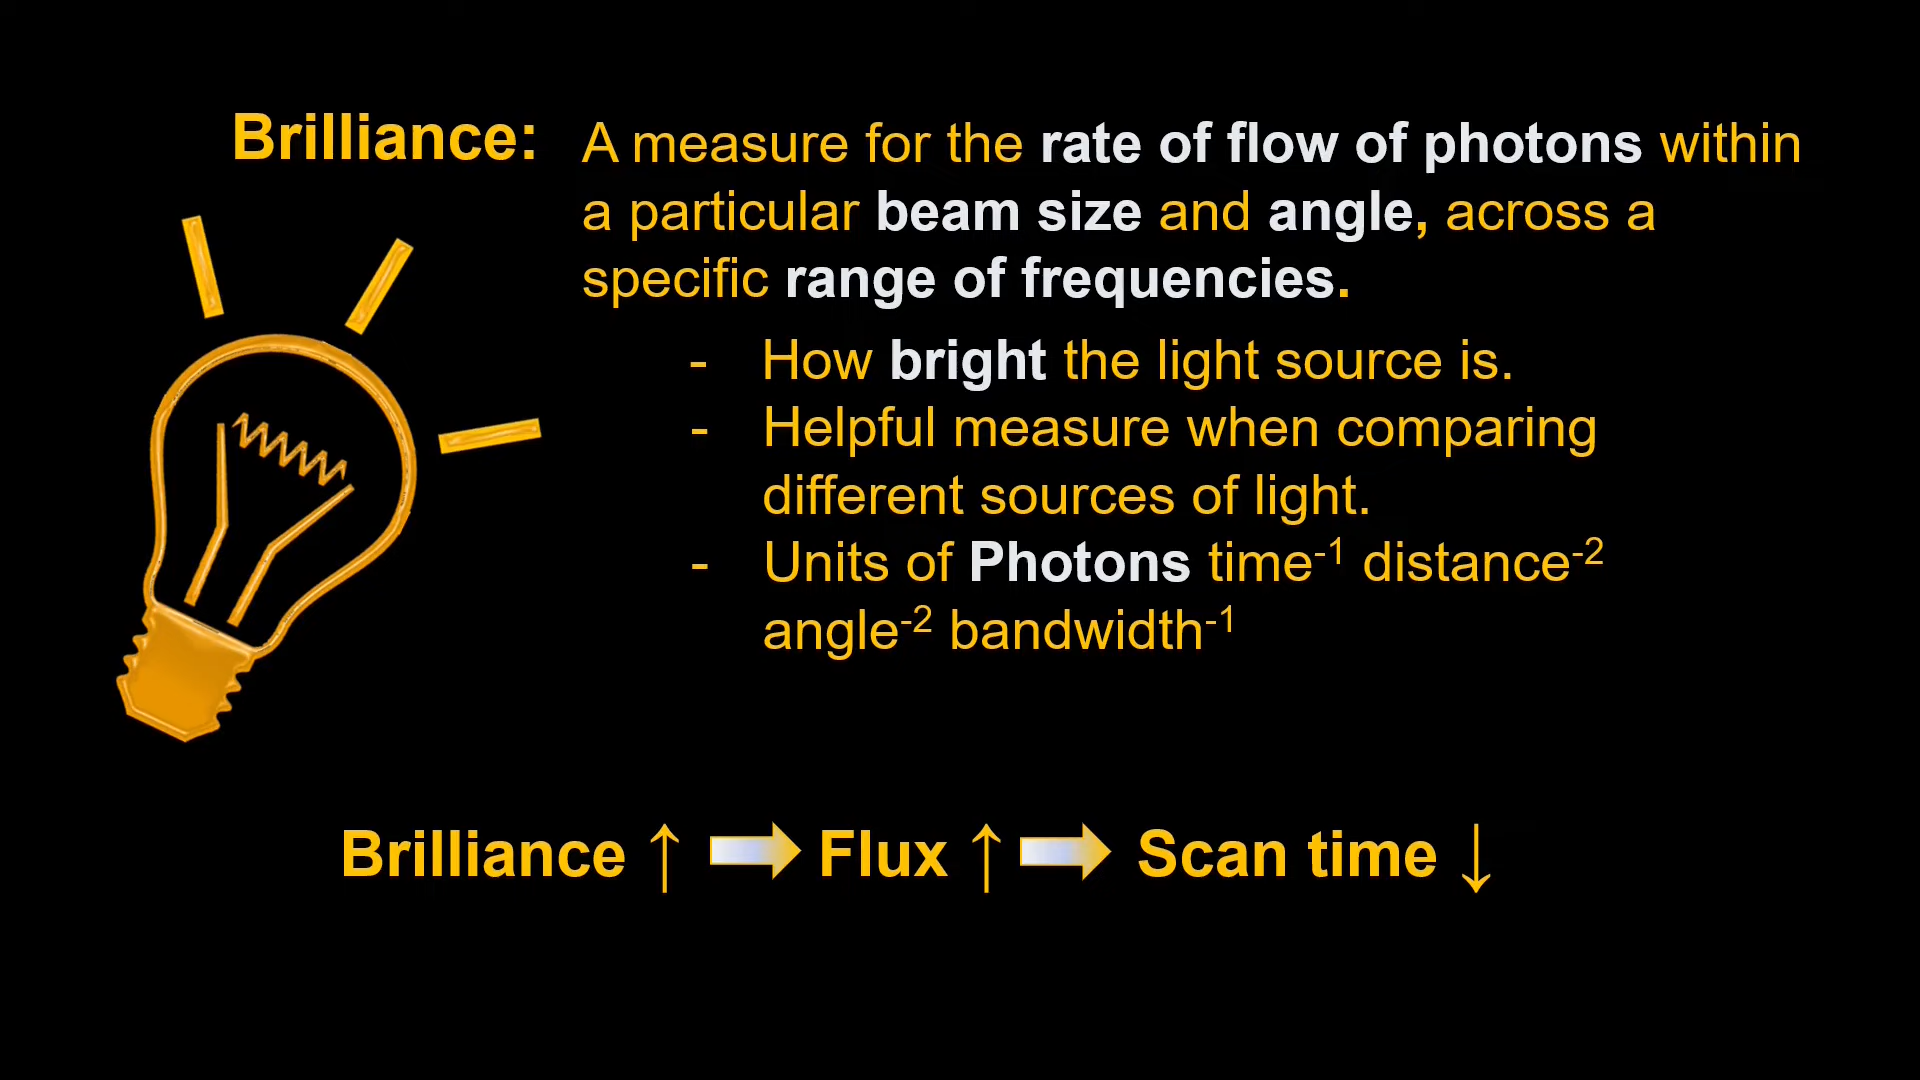 Brilliance: A measure for the rate of flow of photons within
a particular beam size and angle, across a
specific range of frequencies.
- How bright the light source is.
- Helpful measure when comparing
different sources of light.
- Units of Photons time⁻¹ distance⁻²
angle⁻² bandwidth⁻¹
Brilliance ↑ Flux ↑ Scan time ↓